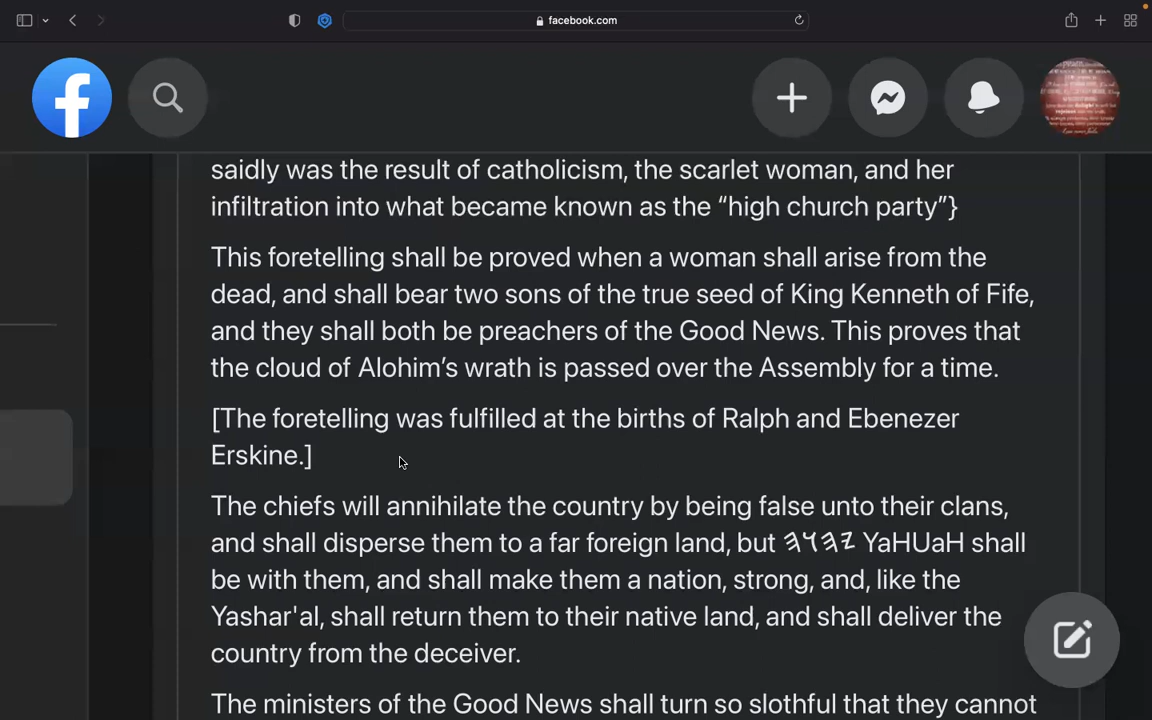 facebook.com
saidly was the result of catholicism, the scarlet woman, and her
infiltration into what became known as the “high church party”}
This foretelling shall be proved when a woman shall arise from the
dead, and shall bear two sons of the true seed of King Kenneth of Fife,
and they shall both be preachers of the Good News. This proves that
the cloud of Alohim’s wrath is passed over the Assembly for a time.
[The foretelling was fulfilled at the births of Ralph and Ebenezer
Erskine.]
The chiefs will annihilate the country by being false unto their clans,
and shall disperse them to a far foreign land, but 𐤉𐤄𐤅𐤄 YaHUaH shall
be with them, and shall make them a nation, strong, and, like the
Yashar'al, shall return them to their native land, and shall deliver the
country from the deceiver.
The ministers of the Good News shall turn so slothful that they cannot